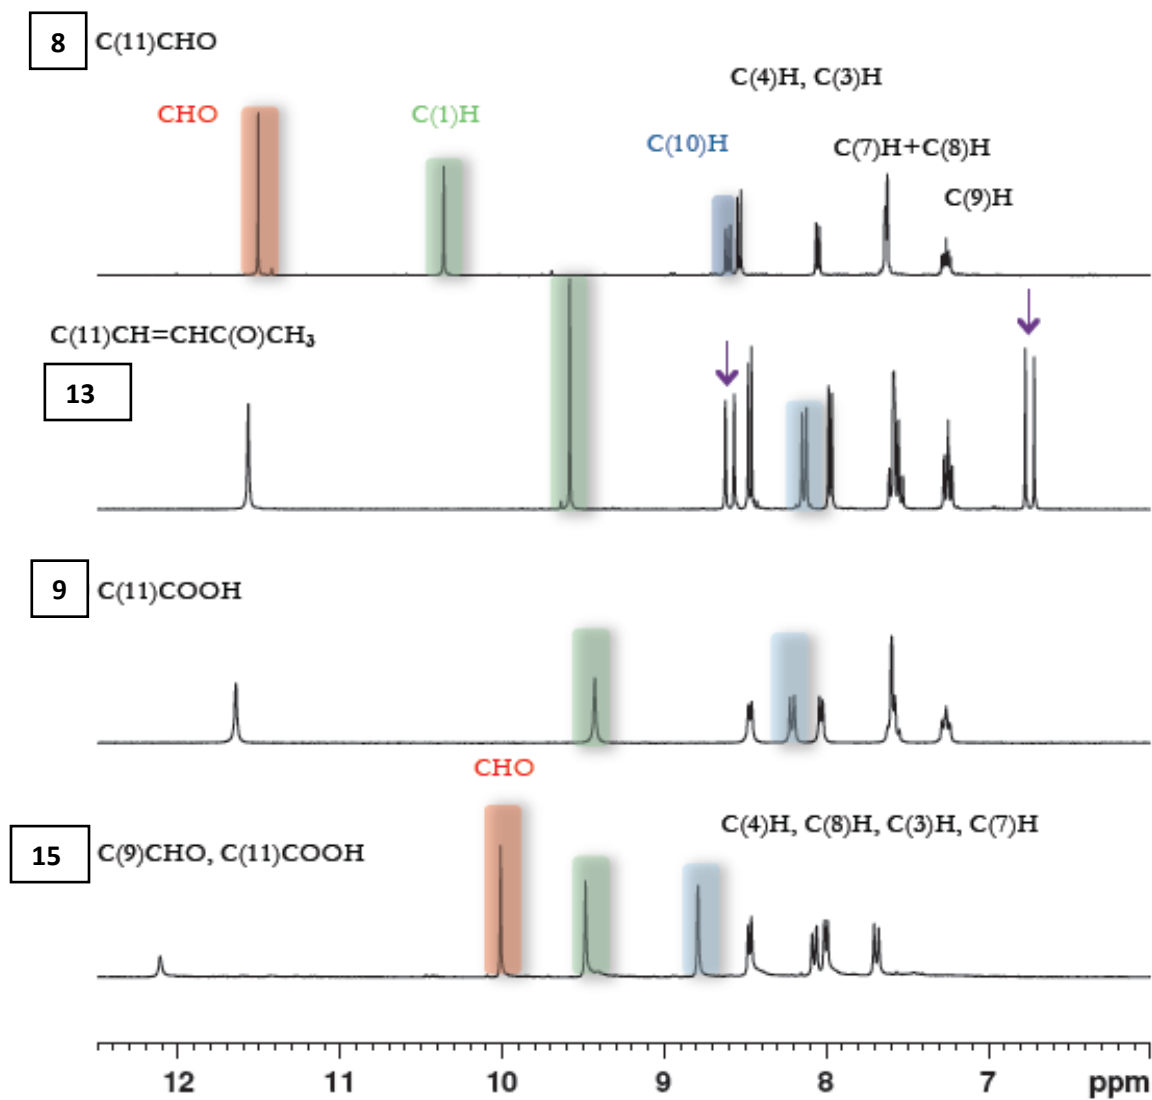 8 C(11)CHO
C(4)H, C(3)H
CHO C(1)H
C(10)H C(7)H+C(8)H
C(9)H
C(11)CH=CHC(O)CH₃
13
9 C(11)COOH
CHO
C(4)H, C(8)H, C(3)H, C(7)H
15 C(9)CHO, C(11)COOH
12 11 10 9 8 7 ppm